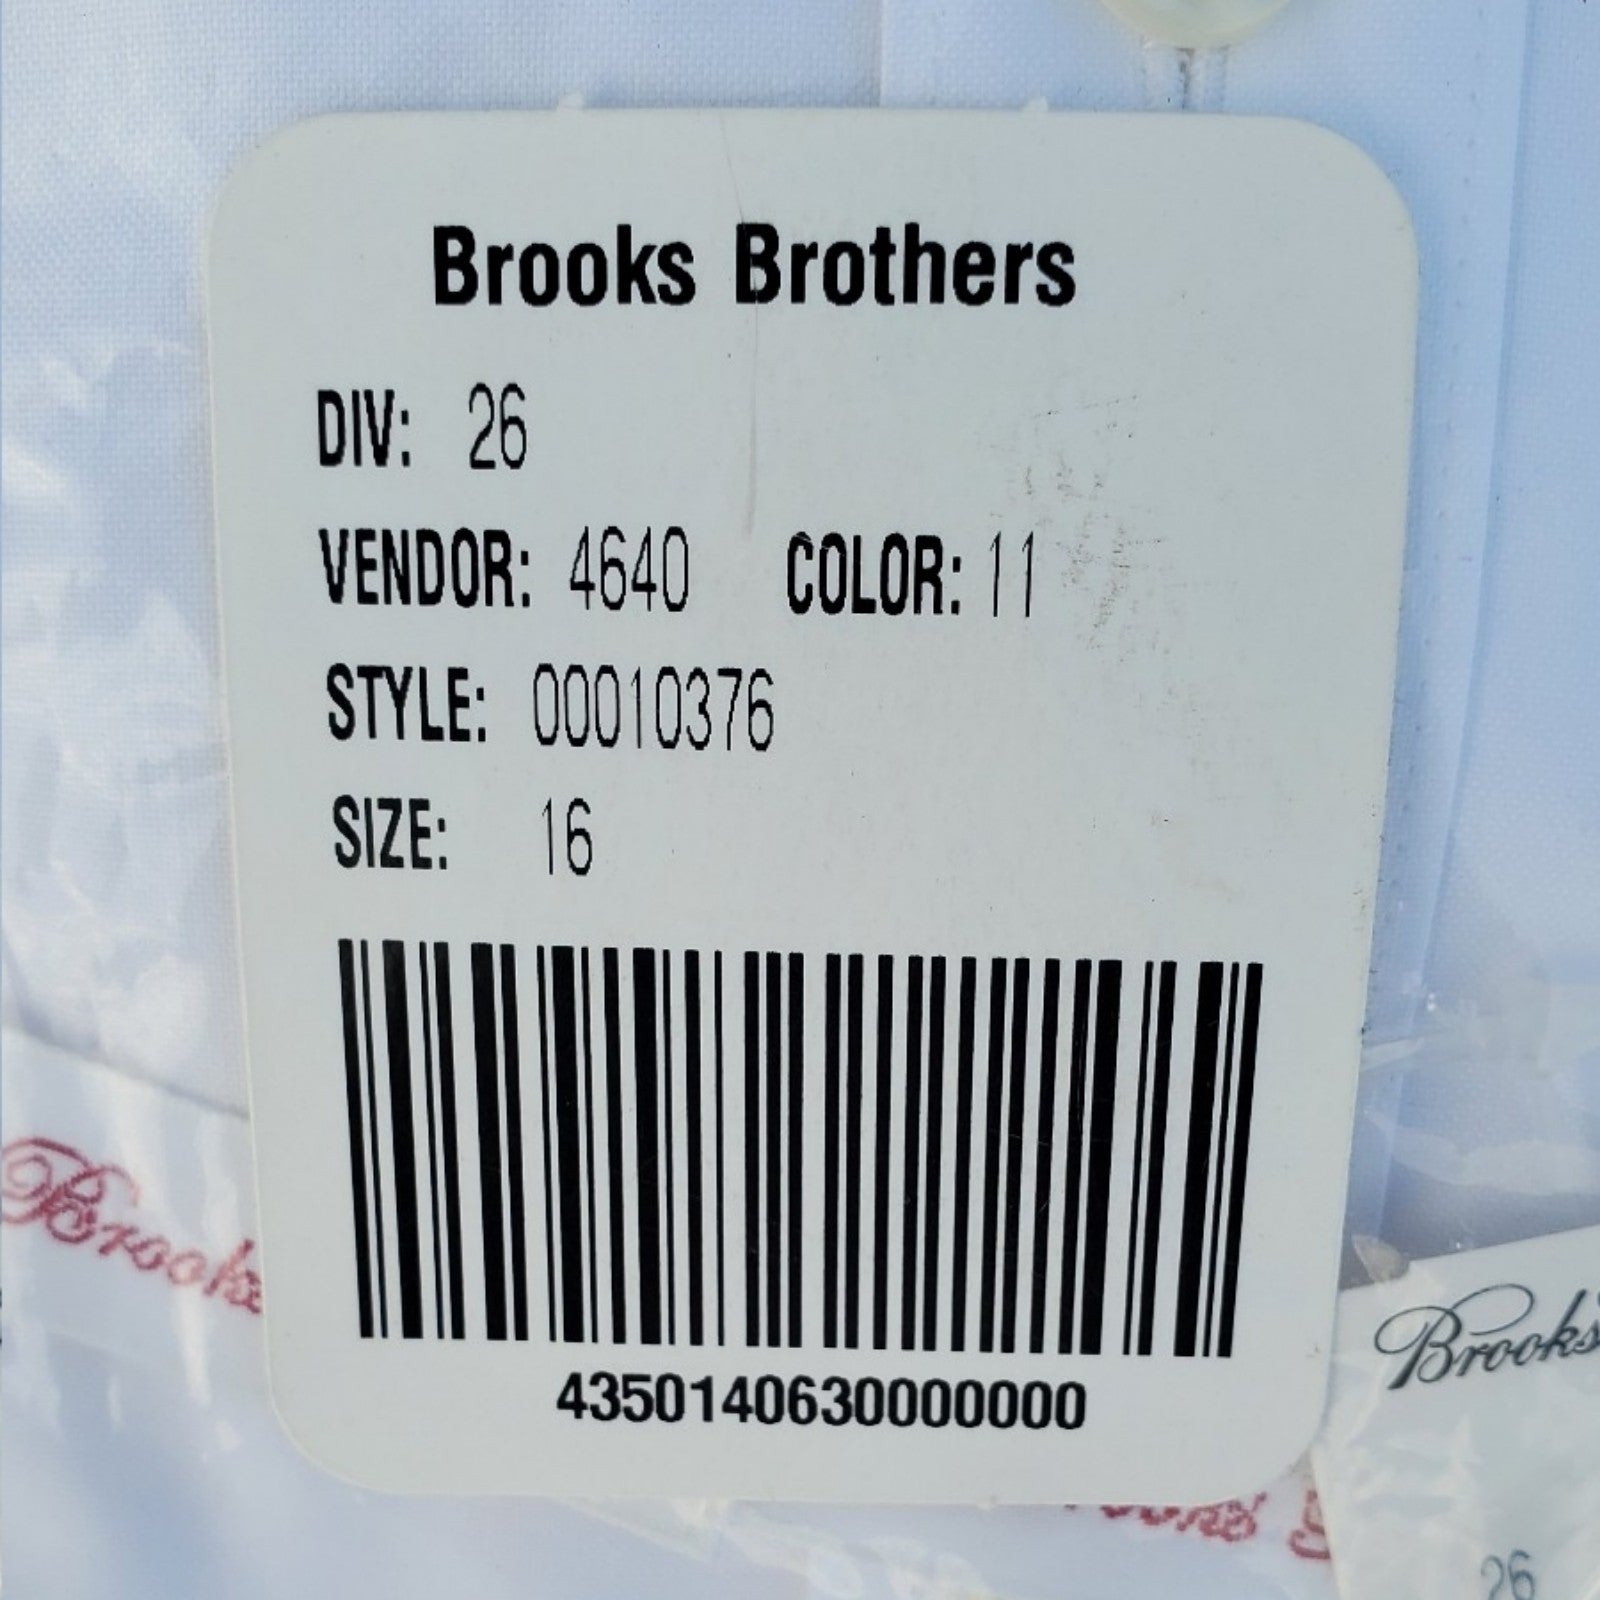 Brooks Brothers
DIV: 26
VENDOR: 4640 COLOR: 11
STYLE: 00010376
SIZE: 16
4350140630000000
Brooks
Brooks
26